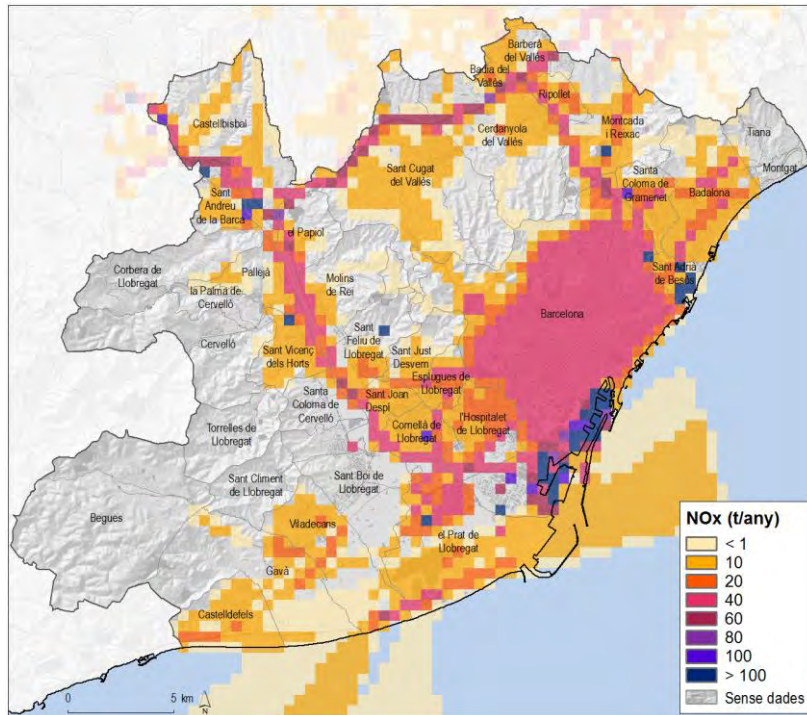 Barberà
del Vallès
Badia del
Vallès
Ripollet
Castellbisbal
Cerdanyola
del Vallès
Montcada
i Reixac
Tiana
Montgat
Sant Cugat
del Vallès
Santa
Coloma de
Gramenet
Badalona
Sant
Andreu
de la Barca
el Papiol
Corbera de
Llobregat
Pallejà
la Palma de
Cervelló
Molins
de Rei
Sant Adrià
de Besòs
Barcelona
Cervelló
Sant Vicenç
dels Horts
Sant
Feliu de
Llobregat
Sant Just
Desvern
Esplugues de
Llobregat
Santa
Coloma de
Cervelló
Sant Joan
Despí
Cornellà de
Llobregat
l'Hospitalet
de Llobregat
Torrelles de
Llobregat
Sant Climent
de Llobregat
Sant Boi de
Llobregat
Begues
Viladecans
el Prat de
Llobregat
Gavà
Castelldefels
NOx (t/any)
< 1
10
20
40
60
80
100
> 100
Sense dades
0 5 km
N